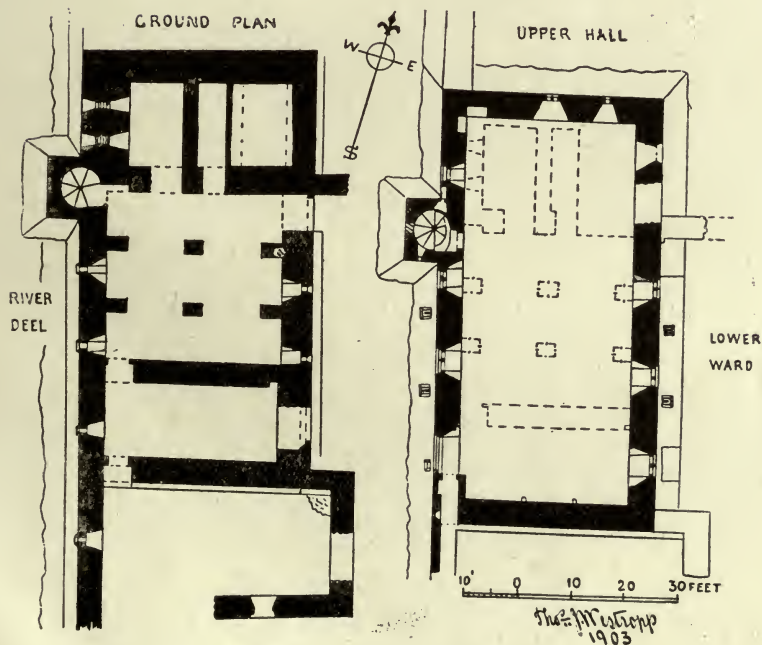 GROUND PLAN
UPPER HALL
W
E
S
RIVER
DEEL
LOWER
WARD
10' 0 10 20 30 FEET
Thos J Westropp
1903